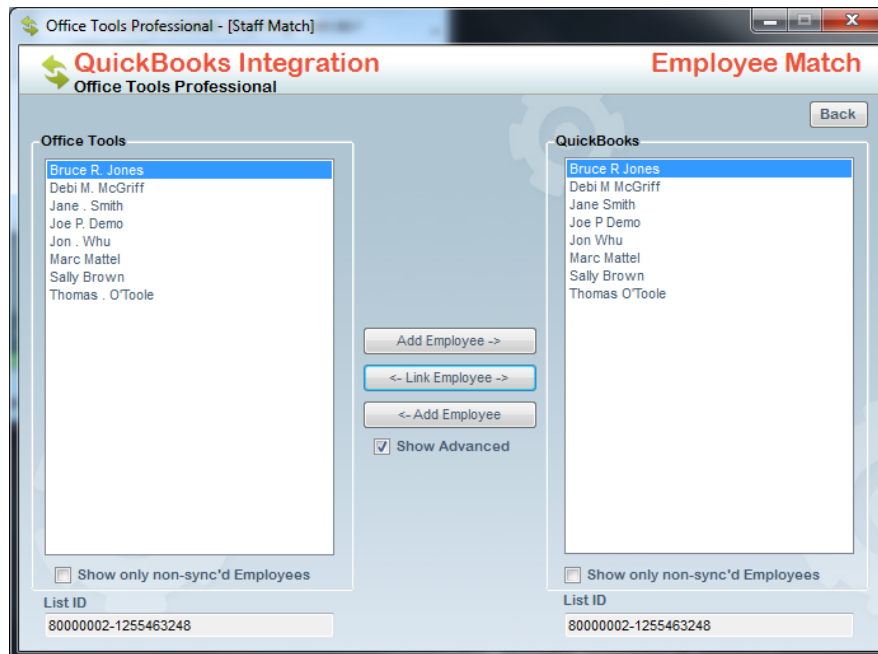 Office Tools Professional - [Staff Match]
QuickBooks Integration
Employee Match
Office Tools Professional
Back
Office Tools
Bruce R. Jones
Debi M. McGriff
Jane . Smith
Joe P. Demo
Jon . Whu
Marc Mattel
Sally Brown
Thomas . O'Toole
Add Employee ->
<- Link Employee ->
<- Add Employee
Show Advanced
QuickBooks
Bruce R Jones
Debi M McGriff
Jane Smith
Joe P Demo
Jon Whu
Marc Mattel
Sally Brown
Thomas O'Toole
Show only non-sync'd Employees
List ID
80000002-1255463248
Show only non-sync'd Employees
List ID
80000002-1255463248